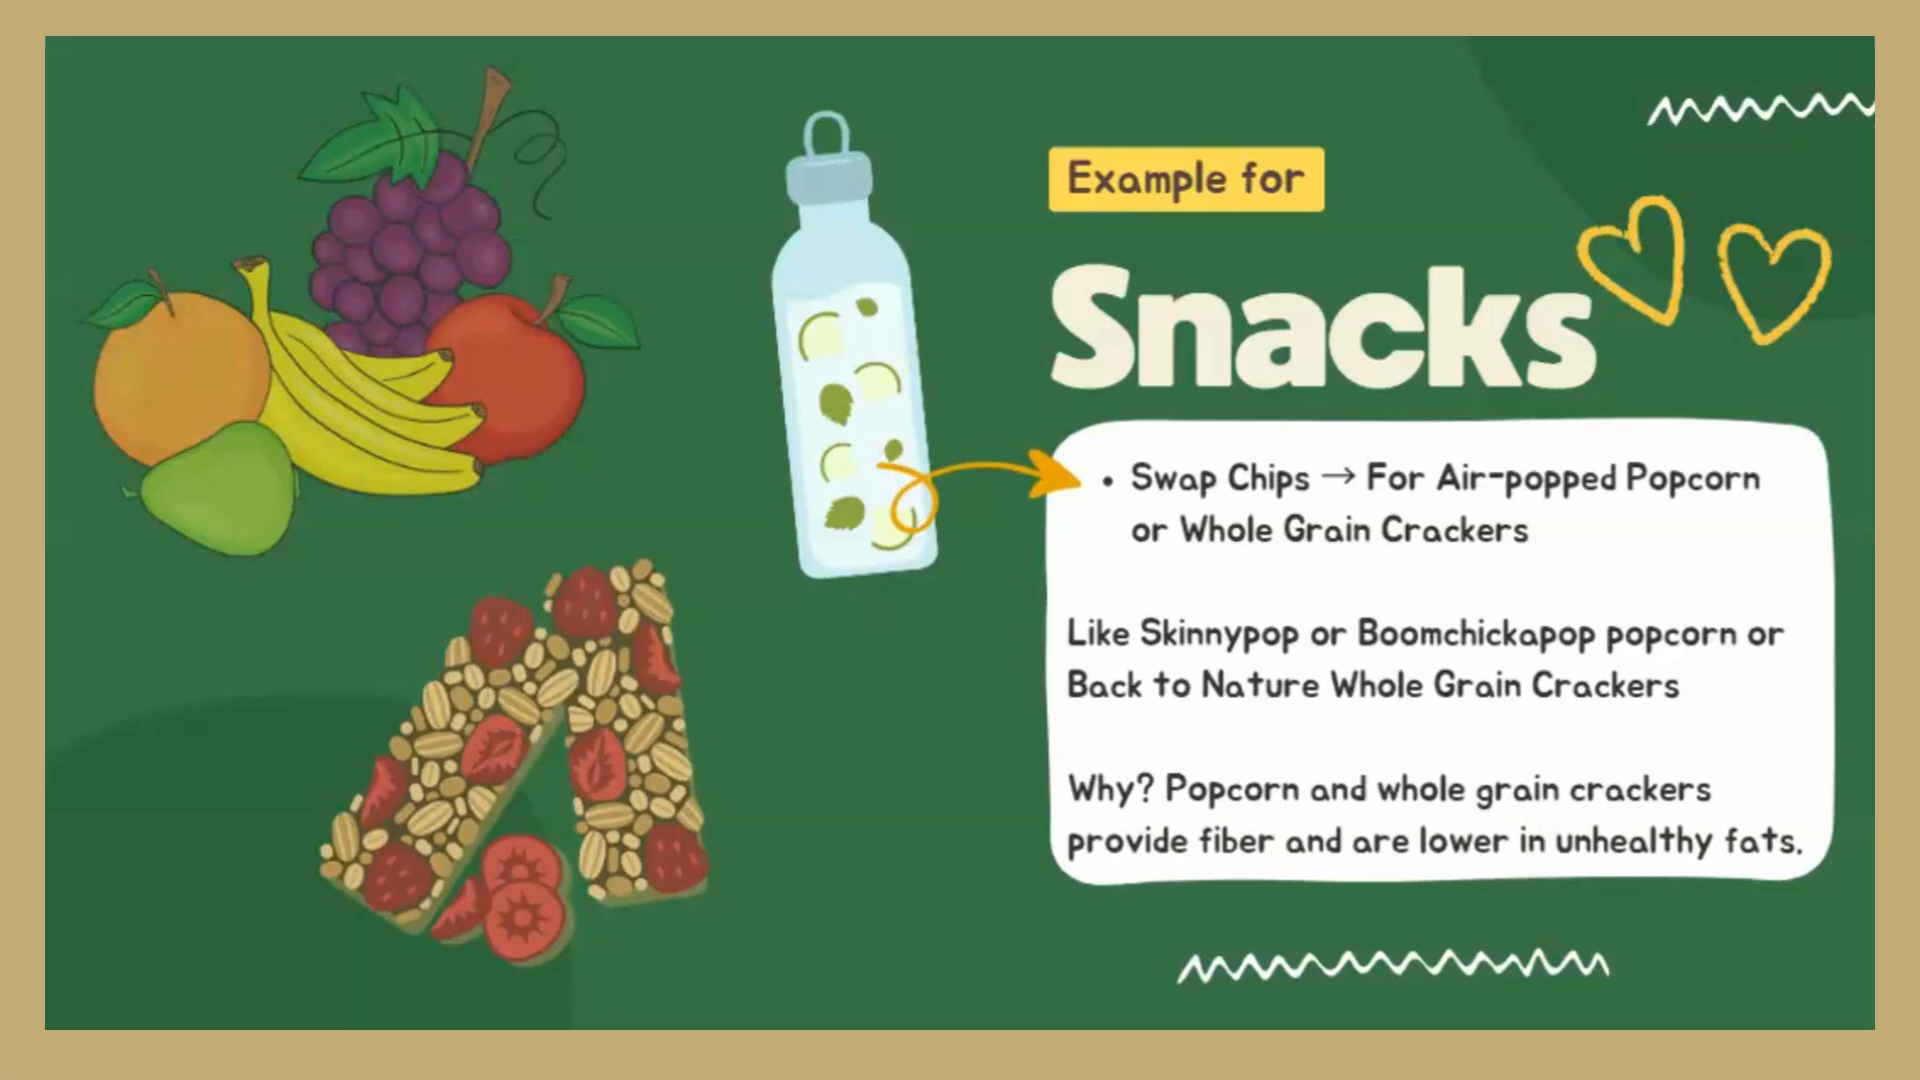 Example for
Snacks
• Swap Chips → For Air-popped Popcorn
or Whole Grain Crackers
Like Skinnypop or Boomchickapop popcorn or
Back to Nature Whole Grain Crackers
Why? Popcorn and whole grain crackers
provide fiber and are lower in unhealthy fats.